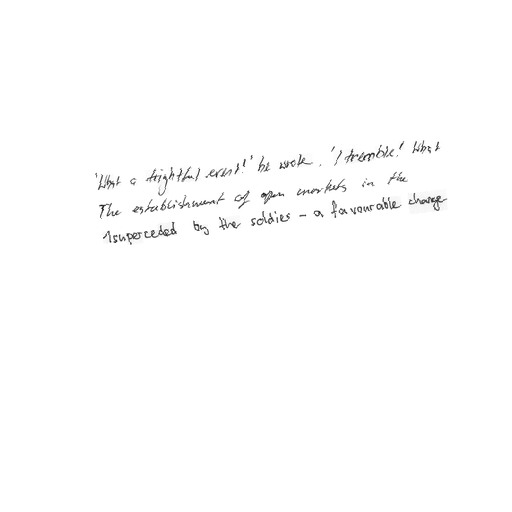 'What a frightful event!' he wrote. 'I tremble! What
The establishment of open markets in the
superceded by the soldies - a favourable change